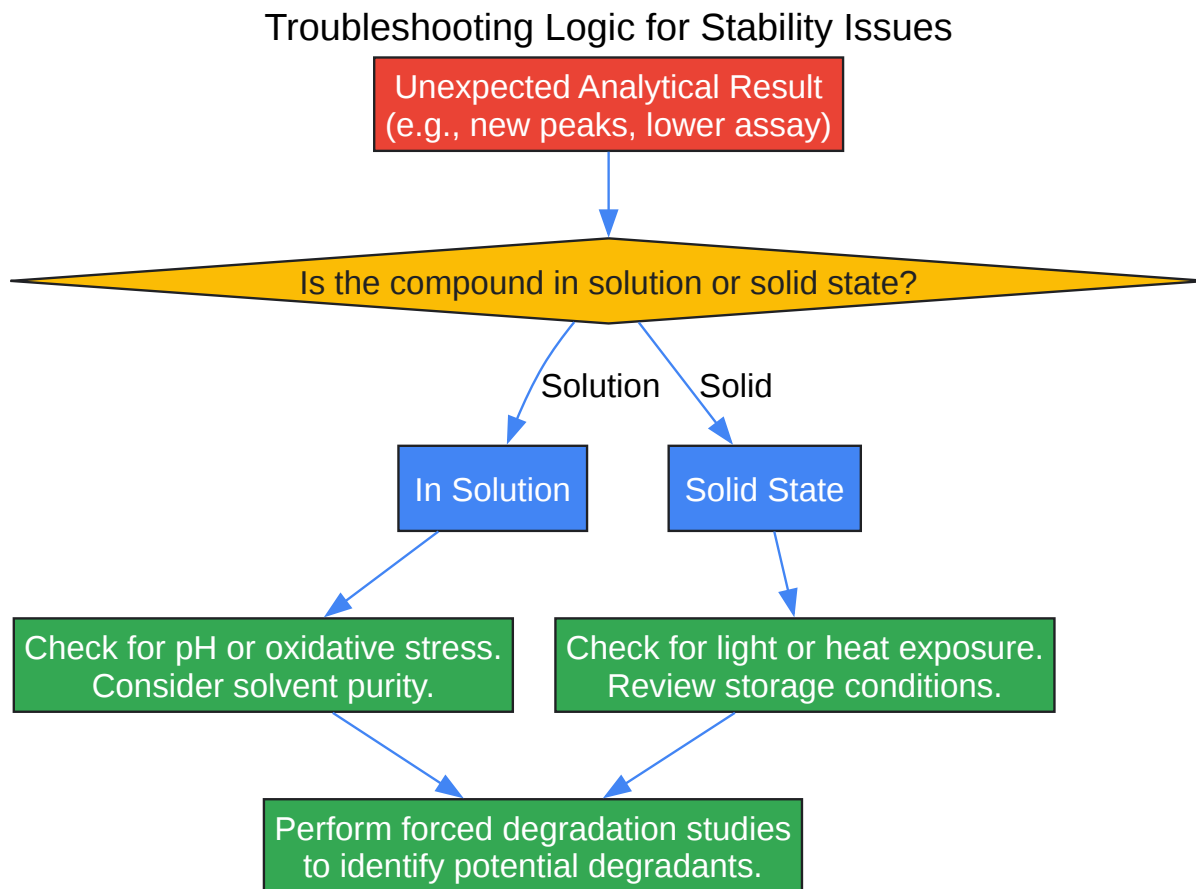 Troubleshooting Logic for Stability Issues
Unexpected Analytical Result
(e.g., new peaks, lower assay)
Is the compound in solution or solid state?
Solution
Solid
In Solution
Solid State
Check for pH or oxidative stress.
Consider solvent purity.
Check for light or heat exposure.
Review storage conditions.
Perform forced degradation studies
to identify potential degradants.